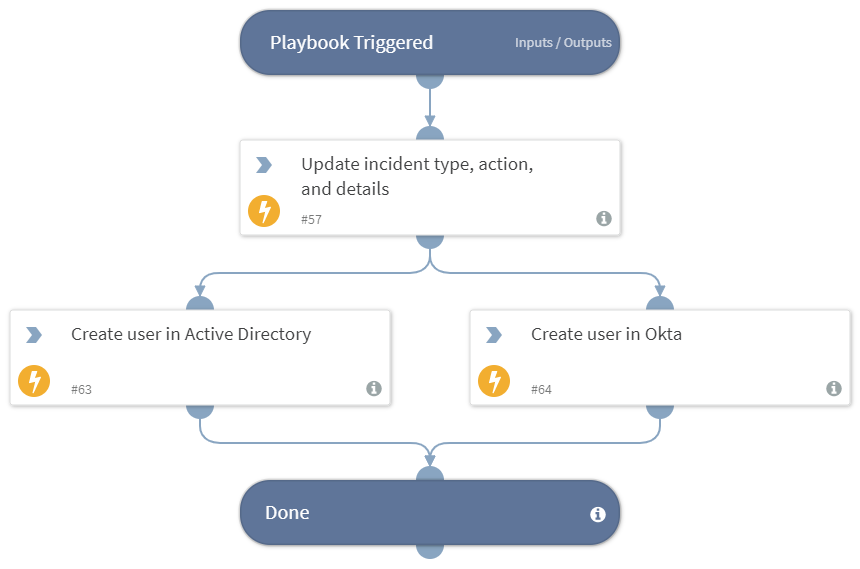 Playbook Triggered
Inputs / Outputs
Update incident type, action,
and details
#57
Create user in Active Directory
#63
Create user in Okta
#64
Done